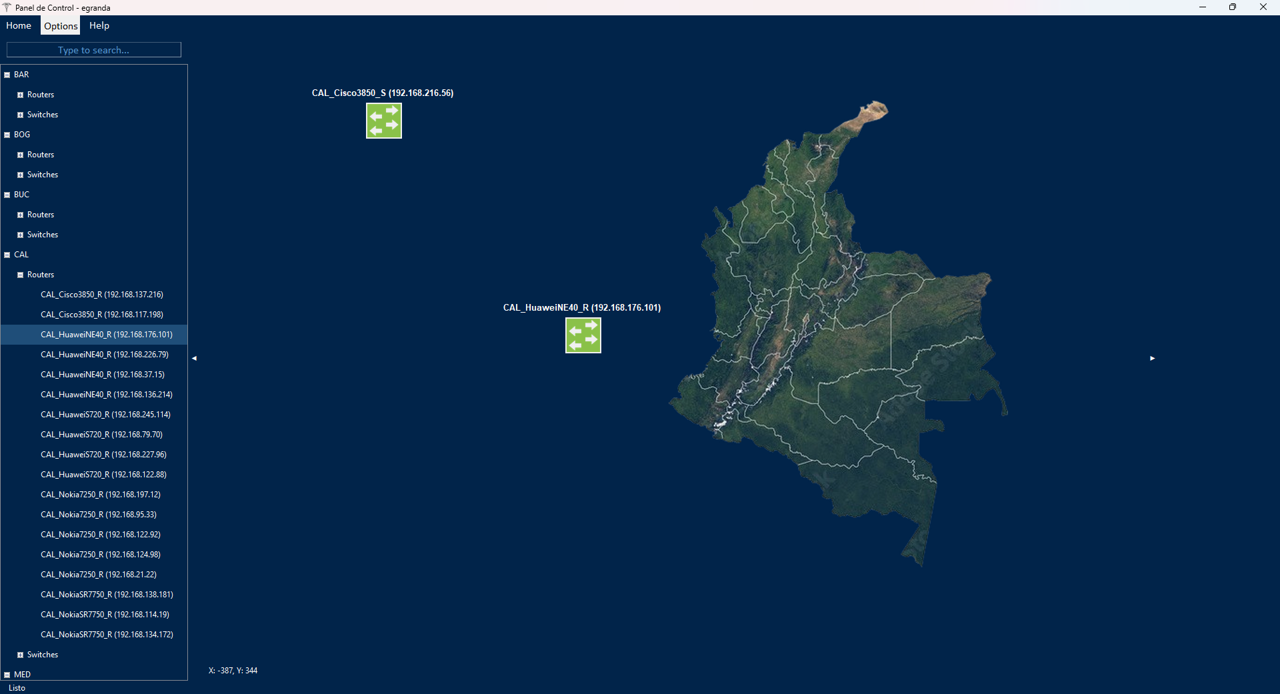 Panel de Control - egranda
Home Options Help
Type to search...
BAR
Routers
Switches
BOG
Routers
Switches
BUC
Routers
Switches
CAL
Routers
CAL_Cisco3850_R (192.168.137.216)
CAL_Cisco3850_R (192.168.117.198)
CAL_HuaweiNE40_R (192.168.176.101)
CAL_HuaweiNE40_R (192.168.226.79)
CAL_HuaweiNE40_R (192.168.37.15)
CAL_HuaweiNE40_R (192.168.136.214)
CAL_HuaweiS720_R (192.168.245.114)
CAL_HuaweiS720_R (192.168.79.70)
CAL_HuaweiS720_R (192.168.227.96)
CAL_HuaweiS720_R (192.168.122.88)
CAL_Nokia7250_R (192.168.197.12)
CAL_Nokia7250_R (192.168.95.33)
CAL_Nokia7250_R (192.168.122.92)
CAL_Nokia7250_R (192.168.124.98)
CAL_Nokia7250_R (192.168.21.22)
CAL_NokiaSR7750_R (192.168.138.181)
CAL_NokiaSR7750_R (192.168.114.19)
CAL_NokiaSR7750_R (192.168.134.172)
Switches
MED
Listo
CAL_Cisco3850_S (192.168.216.56)
CAL_HuaweiNE40_R (192.168.176.101)
X: -387, Y: 344